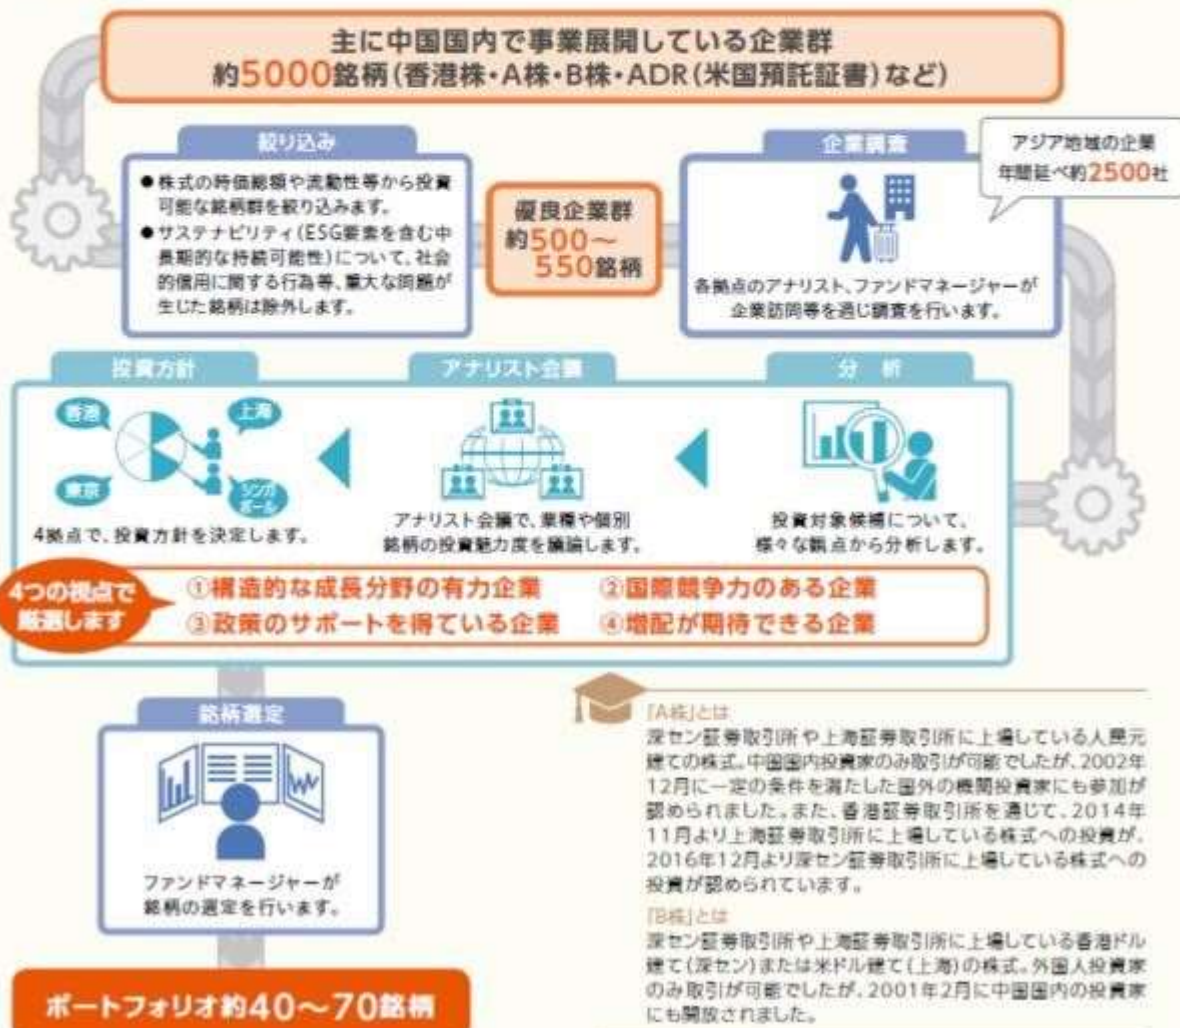 主に中国国内で事業展開している企業群
約5000銘柄(香港株・A株・B株・ADR(米国預託証書)など)
絞り込み
●株式の時価総額や流動性等から投資
可能な銘柄群を絞り込みます。
●サステナビリティ(ESG要素を含む中
長期的な持続可能性)について、社会
的信用に関する行為等、重大な問題が
生じた銘柄は除外します。
優良企業群
約500〜
550銘柄
企業調査
アジア地域の企業
年間延べ約2500社
各拠点のアナリスト、ファンドマネージャーが
企業訪問等を通じ調査を行います。
投資方針
香港
上海
東京
シンガ
ポール
4拠点で、投資方針を決定します。
アナリスト会議
アナリスト会議で、業種や個別
銘柄の投資魅力度を議論します。
分 析
投資対象候補について、
様々な観点から分析します。
4つの視点で
厳選します
①構造的な成長分野の有力企業
②国際競争力のある企業
③政策のサポートを得ている企業
④増配が期待できる企業
銘柄選定
ファンドマネージャーが
銘柄の選定を行います。
ポートフォリオ約40〜70銘柄
「A株」とは
深セン証券取引所や上海証券取引所に上場している人民元
建ての株式。中国国内投資家のみ取引が可能でしたが、2002年
12月に一定の条件を満たした国外の機関投資家にも参加が
認められました。また、香港証券取引所を通じて、2014年
11月より上海証券取引所に上場している株式への投資が、
2016年12月より深セン証券取引所に上場している株式への
投資が認められています。
「B株」とは
深セン証券取引所や上海証券取引所に上場している香港ドル
建て(深セン)または米ドル建て(上海)の株式。外国人投資家
のみ取引が可能でしたが、2001年2月に中国国内の投資家
にも開放されました。